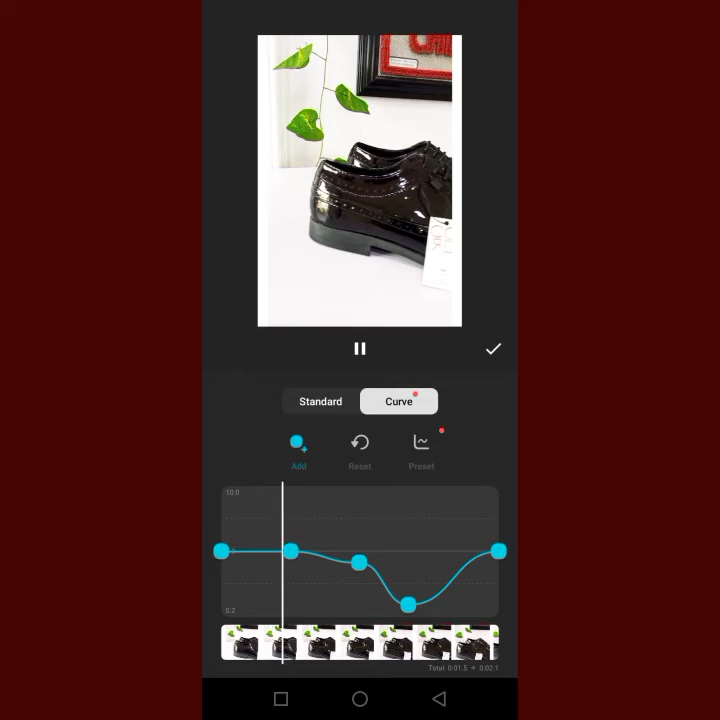 Standard
Curve
Add
Reset
Preset
10.0
0.2
Total: 0:01.5 → 0:02.1